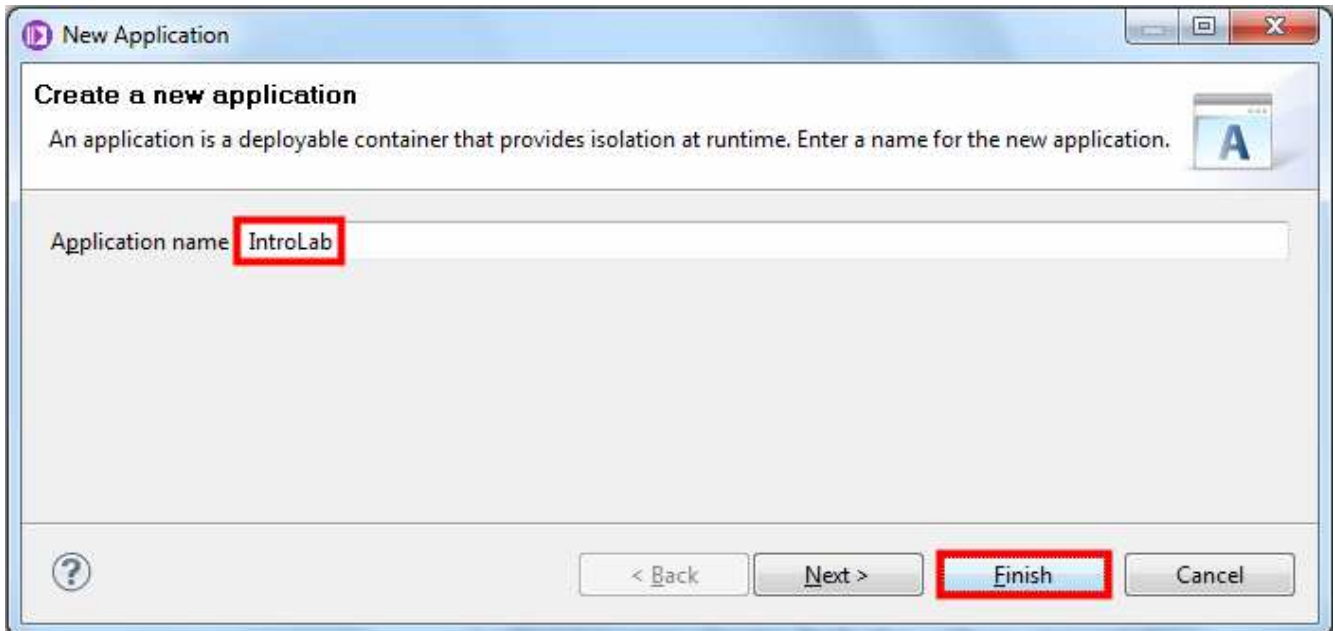 New Application
Create a new application
An application is a deployable container that provides isolation at runtime. Enter a name for the new application.
A
Application name IntroLab
? < Back Next > Finish Cancel